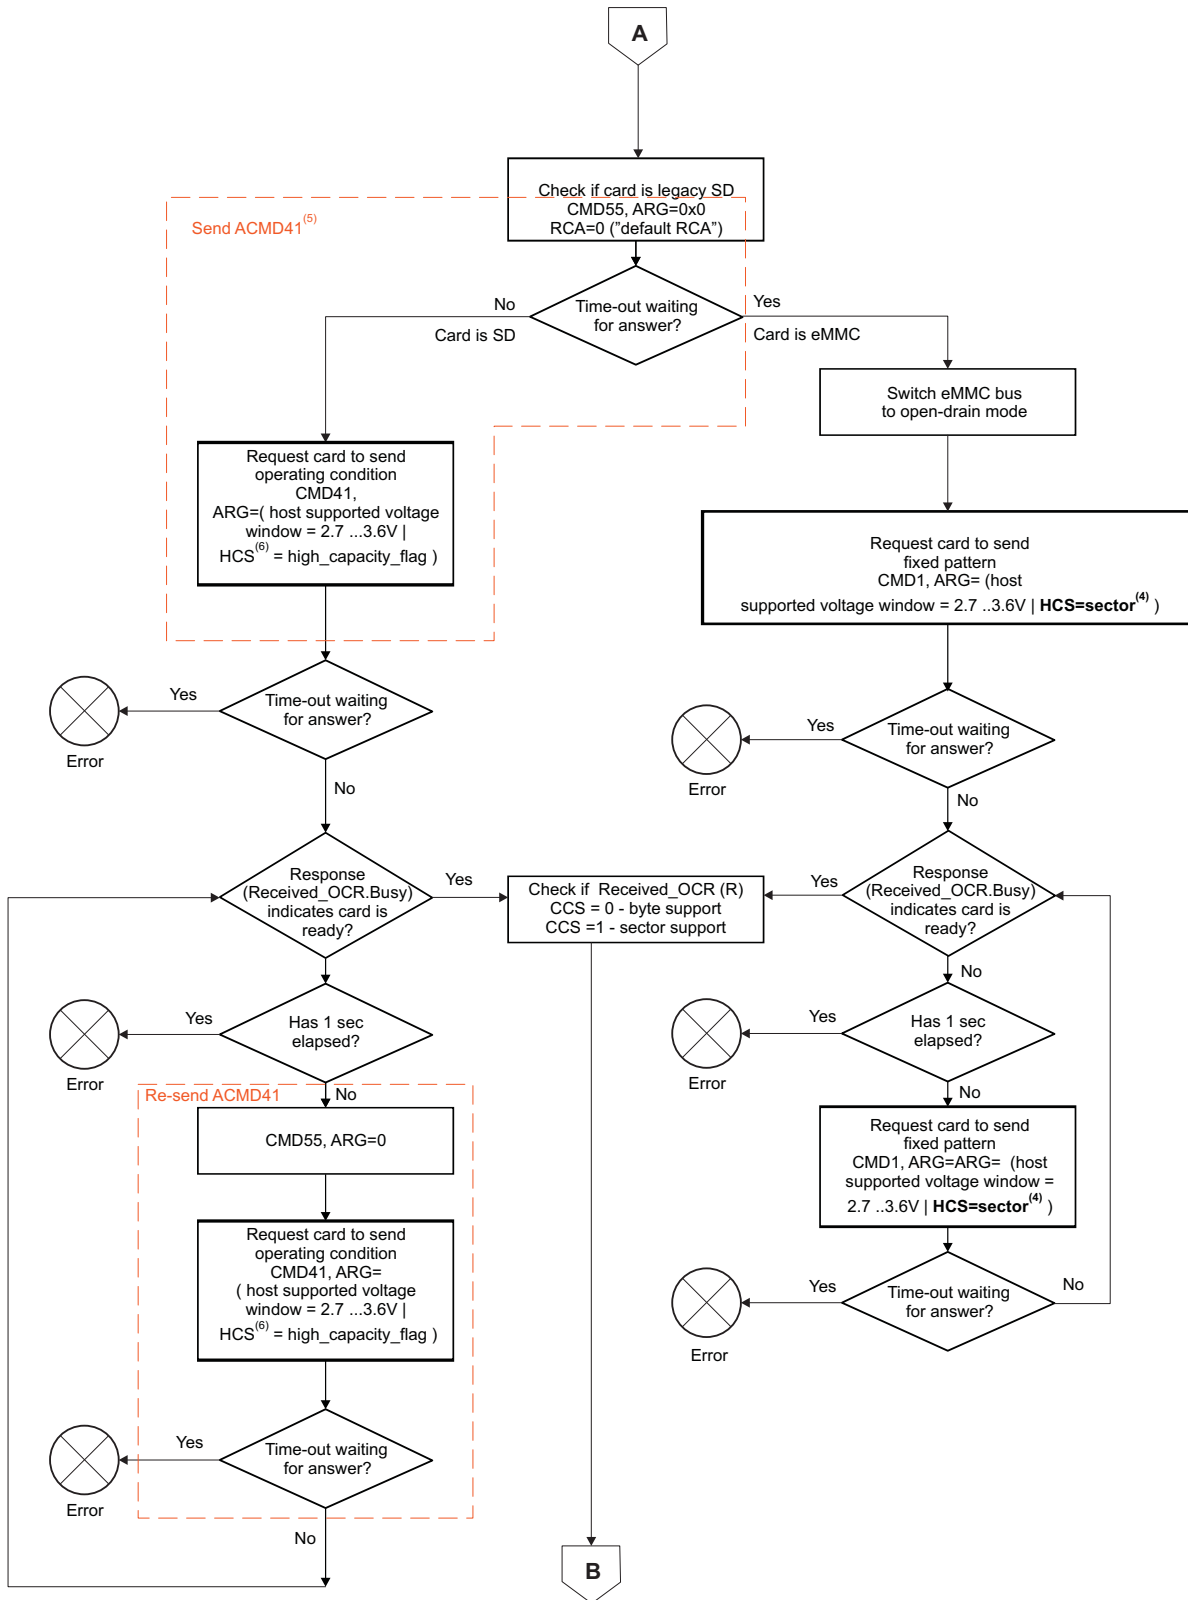 A
Check if card is legacy SD
CMD55, ARG=0x0
RCA=0 ("default RCA")
Send ACMD41(5)
Time-out waiting
for answer?
No
Card is SD
Yes
Card is eMMC
Switch eMMC bus
to open-drain mode
Request card to send
operating condition
CMD41,
ARG=( host supported voltage
window = 2.7 ...3.6V |
HCS(6) = high_capacity_flag )
Request card to send
fixed pattern
CMD1, ARG= (host
supported voltage window = 2.7 ..3.6V | HCS=sector(4) )
Time-out waiting
for answer?
Yes
Error
No
Time-out waiting
for answer?
Yes
Error
No
Response
(Received_OCR.Busy)
indicates card is
ready?
Yes
Check if Received_OCR (R)
CCS = 0 - byte support
CCS =1 - sector support
Yes
Response
(Received_OCR.Busy)
indicates card is
ready?
No
Has 1 sec
elapsed?
Yes
Error
No
Has 1 sec
elapsed?
Yes
Error
No
Re-send ACMD41
CMD55, ARG=0
Request card to send
operating condition
CMD41, ARG=
( host supported voltage
window = 2.7 ...3.6V |
HCS(6) = high_capacity_flag )
Request card to send
fixed pattern
CMD1, ARG=ARG= (host
supported voltage window =
2.7 ..3.6V | HCS=sector(4) )
Time-out waiting
for answer?
Yes
Error
No
Time-out waiting
for answer?
Yes
Error
No
B